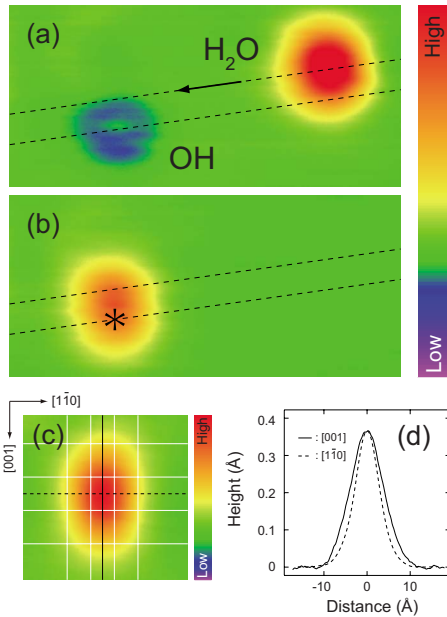 (a)
H₂O
OH
High
Low
(b)
*
[11̄0]
[001]
(c)
High
Low
(d)
: [001]
: [11̄0]
0.4
0.3
0.2
0.1
0
Height (Å)
-10 0 10
Distance (Å)